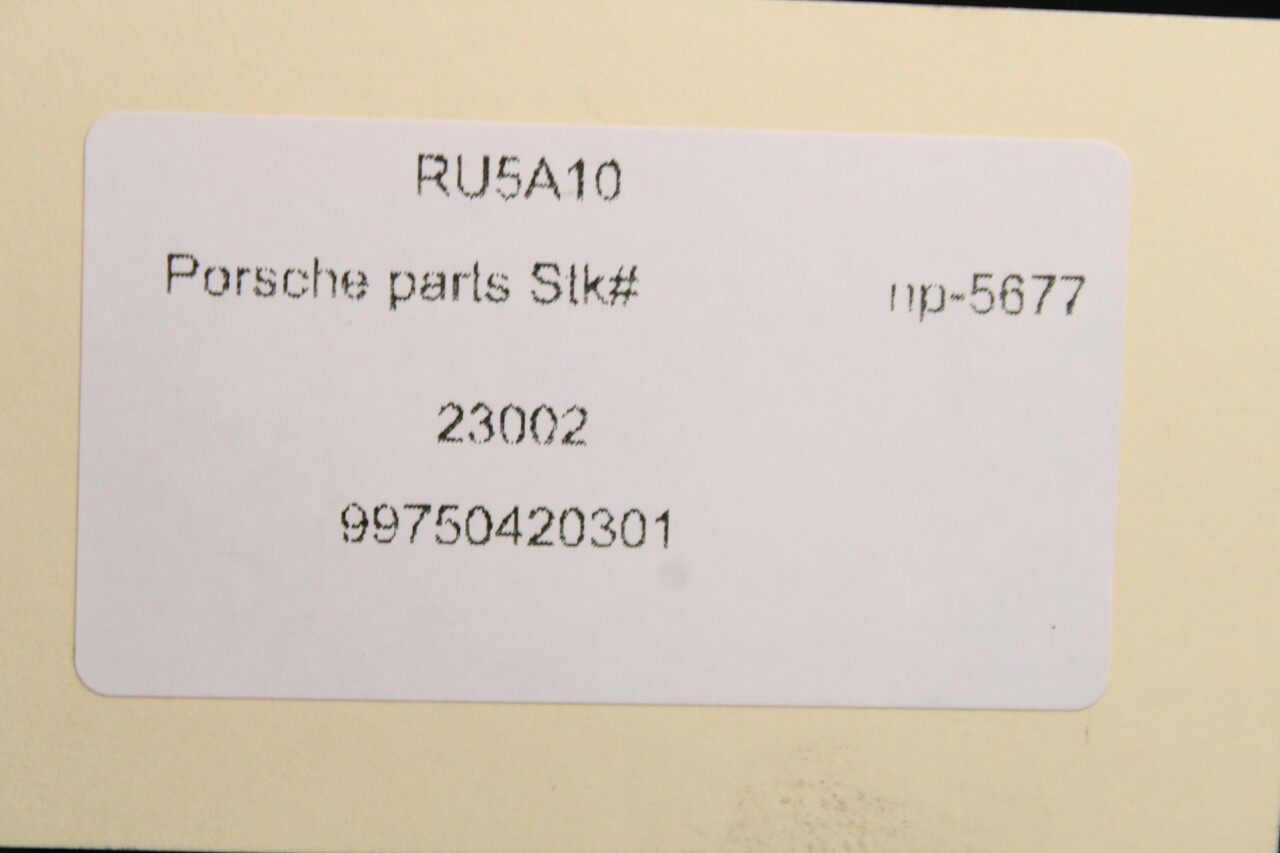 RU5A10
Porsche parts Stk# np-5677
23002
99750420301